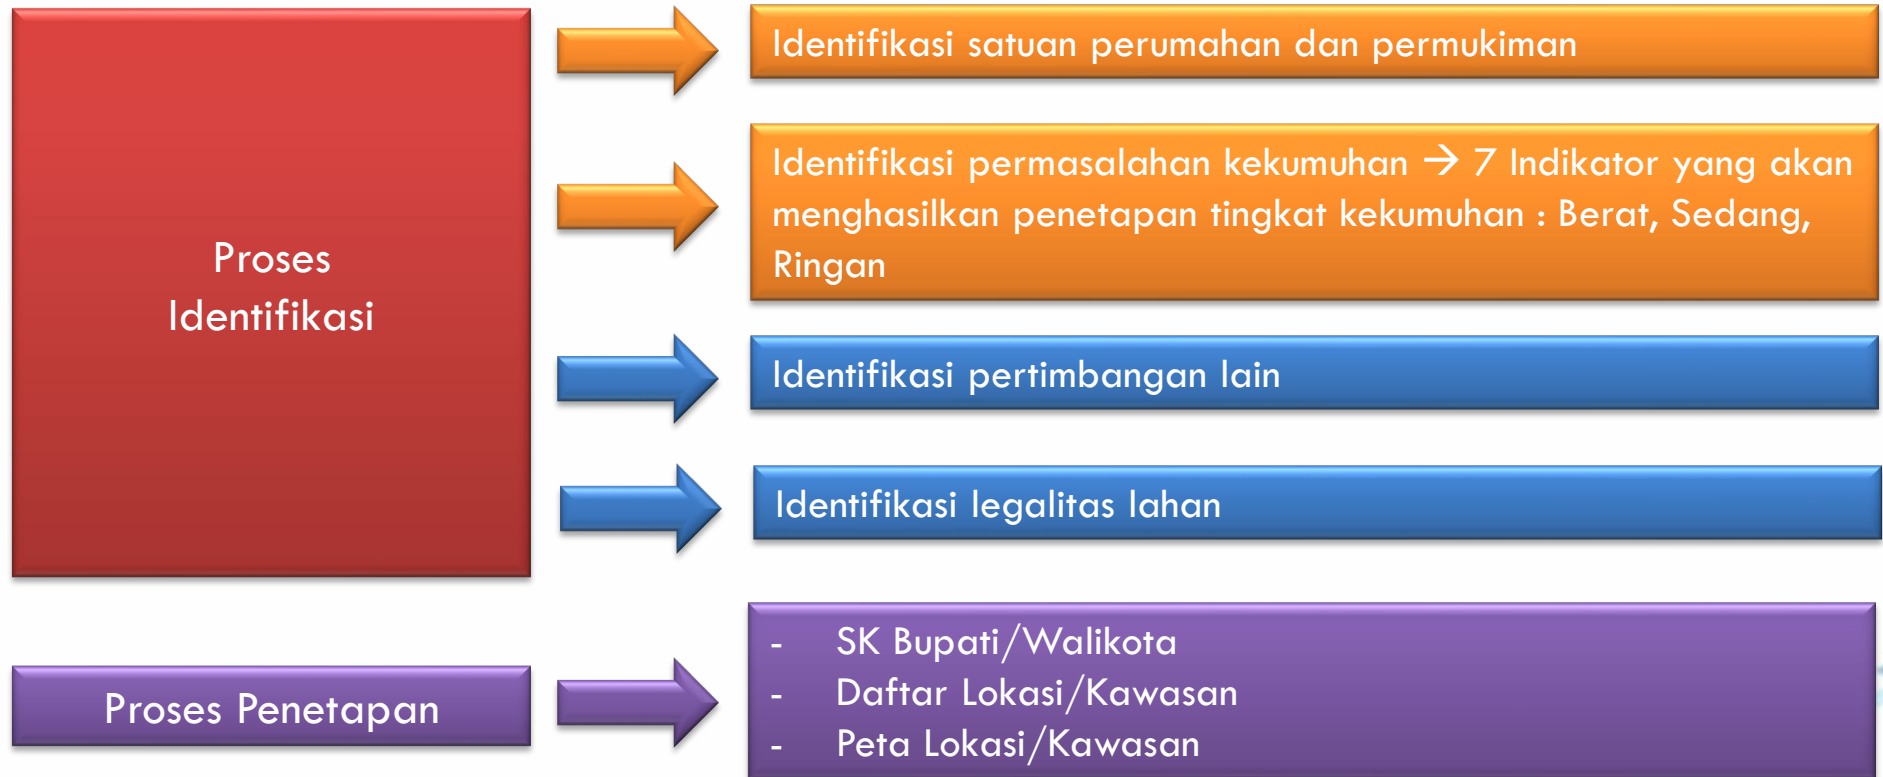 Proses
Identifikasi
Identifikasi satuan perumahan dan permukiman
Identifikasi permasalahan kekumuhan → 7 Indikator yang akan
menghasilkan penetapan tingkat kekumuhan : Berat, Sedang,
Ringan
Identifikasi pertimbangan lain
Identifikasi legalitas lahan
Proses Penetapan
- SK Bupati/Walikota
- Daftar Lokasi/Kawasan
- Peta Lokasi/Kawasan